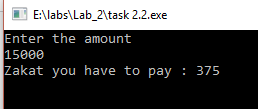 E:\labs\Lab_2\task 2.2.exe
Enter the amount
15000
Zakat you have to pay : 375